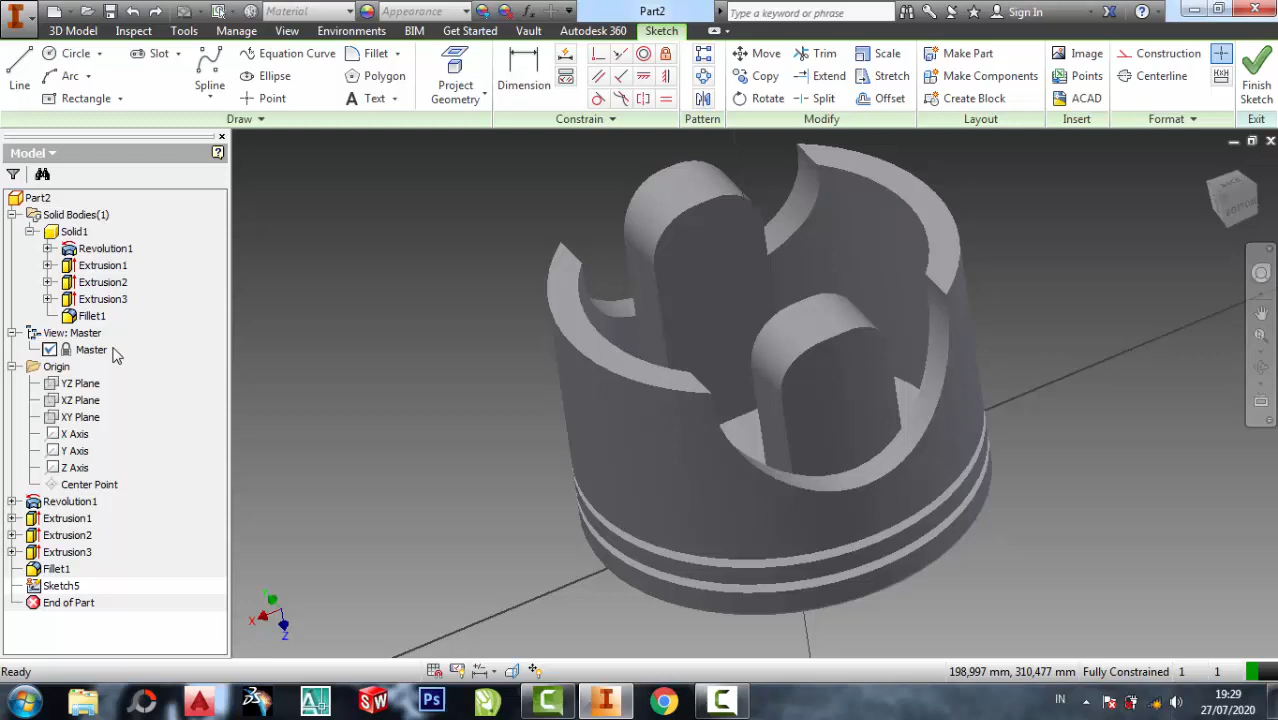 Material
Appearance
fx
Part2
Type a keyword or phrase
Sign In
3D Model
Inspect
Tools
Manage
View
Environments
BIM
Get Started
Vault
Autodesk 360
Sketch
Line
Circle
Arc
Rectangle
Slot
Spline
Equation Curve
Ellipse
Point
Fillet
Polygon
Text
Project
Geometry
Dimension
Move
Copy
Rotate
Trim
Extend
Split
Scale
Stretch
Offset
Make Part
Make Components
Create Block
Image
Points
ACAD
Construction
Centerline
Finish
Sketch
Draw
Constrain
Pattern
Modify
Layout
Insert
Format
Exit
Model
Part2
Solid Bodies(1)
Solid1
Revolution1
Extrusion1
Extrusion2
Extrusion3
Fillet1
View: Master
Master
Origin
YZ Plane
XZ Plane
XY Plane
X Axis
Y Axis
Z Axis
Center Point
Revolution1
Extrusion1
Extrusion2
Extrusion3
Fillet1
Sketch5
End of Part
BACK
BOTTOM
X
Z
Ready
198,997 mm, 310,477 mm
Fully Constrained
1
1
SW
Ps
IN
19:29
27/07/2020